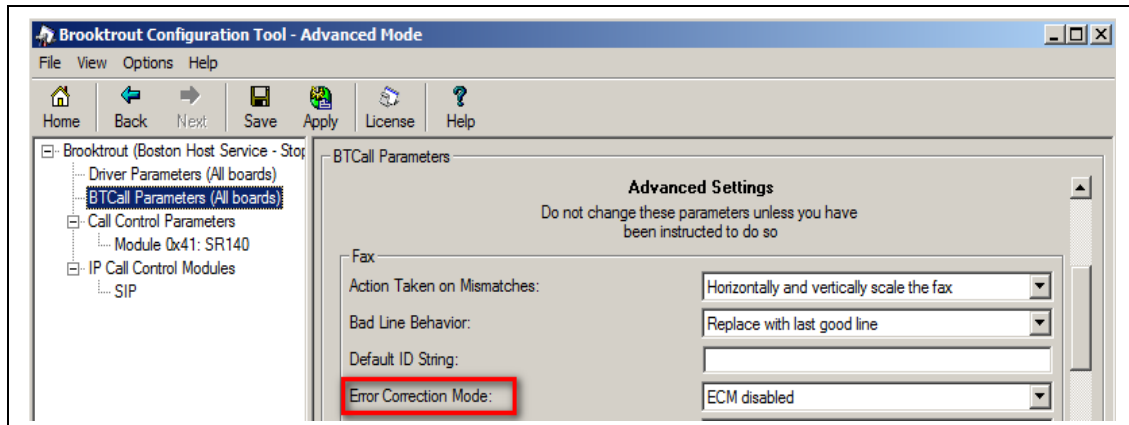 Brooktrout Configuration Tool - Advanced Mode
File View Options Help
Home Back Next Save Apply License Help
Brooktrout (Boston Host Service - Stop
Driver Parameters (All boards)
BTCall Parameters (All boards)
Call Control Parameters
Module 0x41: SR140
IP Call Control Modules
SIP
BTCall Parameters
Advanced Settings
Do not change these parameters unless you have
been instructed to do so
Fax
Action Taken on Mismatches: Horizontally and vertically scale the fax
Bad Line Behavior: Replace with last good line
Default ID String:
Error Correction Mode: ECM disabled